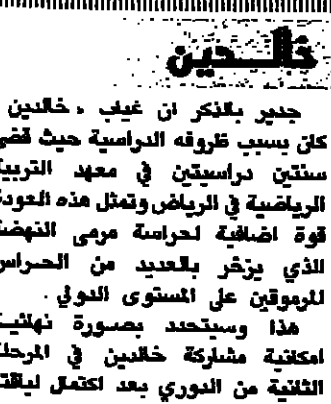 خالدين
جدير بالذكر ان غياب « خالدين
كان بسبب ظروفه الدراسية حيث قضى
سنتين دراسيتين في معهد التربية
الرياضية في الرياض وتمثل هذه العودة
قوة اضافية لحراسة مرمى النهضة
الذي يزخر بالعديد من الحراس
المرموقين على المستوى الدولي .
هذا وسيتحدد بصورة نهائية
امكانية مشاركة خالدين في المرحلة
الثانية من الدوري بعد اكتمال لياقته